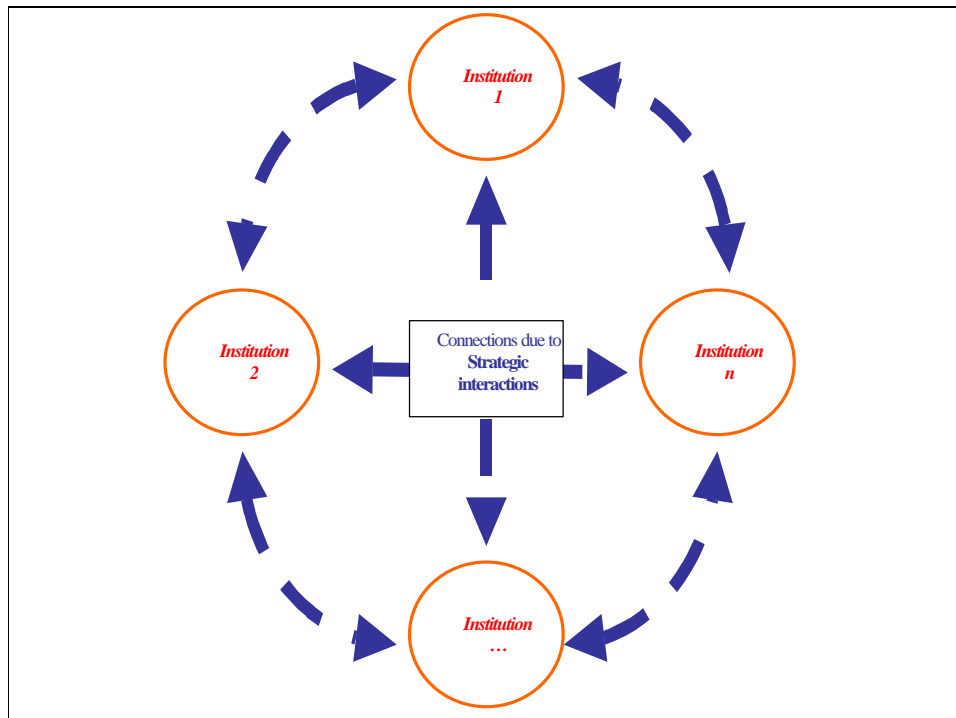 Institution
1
Institution
2
Connections due to
Strategic
interactions
Institution
n
Institution
…